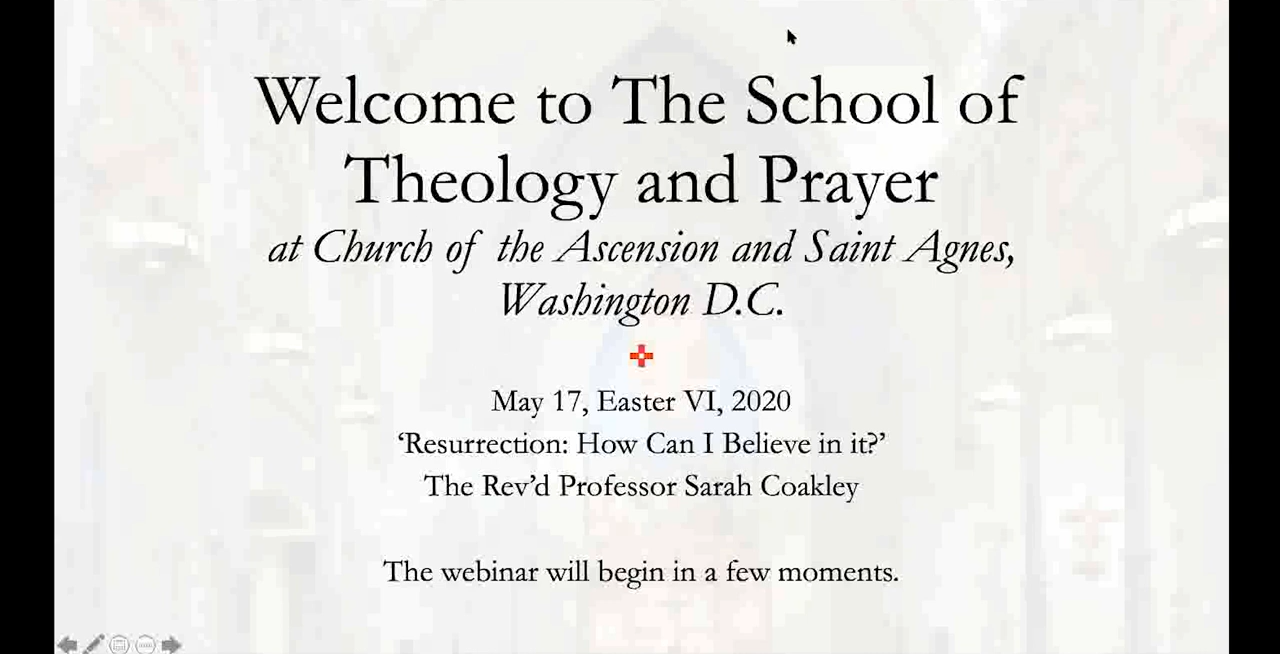 Welcome to The School of
Theology and Prayer
at Church of the Ascension and Saint Agnes,
Washington D.C.
May 17, Easter VI, 2020
‘Resurrection: How Can I Believe in it?’
The Rev’d Professor Sarah Coakley
The webinar will begin in a few moments.